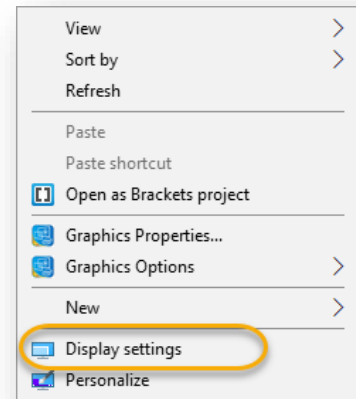 View
Sort by
Refresh
Paste
Paste shortcut
Open as Brackets project
Graphics Properties...
Graphics Options
New
Display settings
Personalize